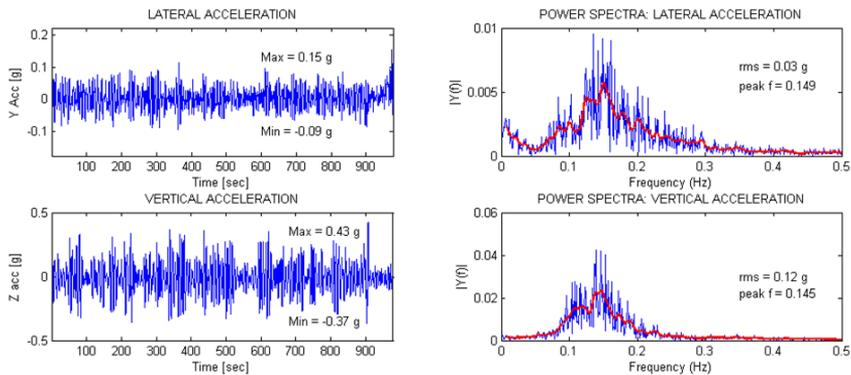 LATERAL ACCELERATION
0.2
0.1
0
-0.1
Y Acc [g]
Max = 0.15 g
Min = -0.09 g
100 200 300 400 500 600 700 800 900
Time [sec]
POWER SPECTRA: LATERAL ACCELERATION
0.01
0.005
0
|Y(f)|
rms = 0.03 g
peak f = 0.149
0 0.1 0.2 0.3 0.4 0.5
Frequency (Hz)
VERTICAL ACCELERATION
0.5
0
-0.5
Z acc [g]
Max = 0.43 g
Min = -0.37 g
100 200 300 400 500 600 700 800 900
Time [sec]
POWER SPECTRA: VERTICAL ACCELERATION
0.06
0.04
0.02
0
|Y(f)|
rms = 0.12 g
peak f = 0.145
0 0.1 0.2 0.3 0.4 0.5
Frequency (Hz)